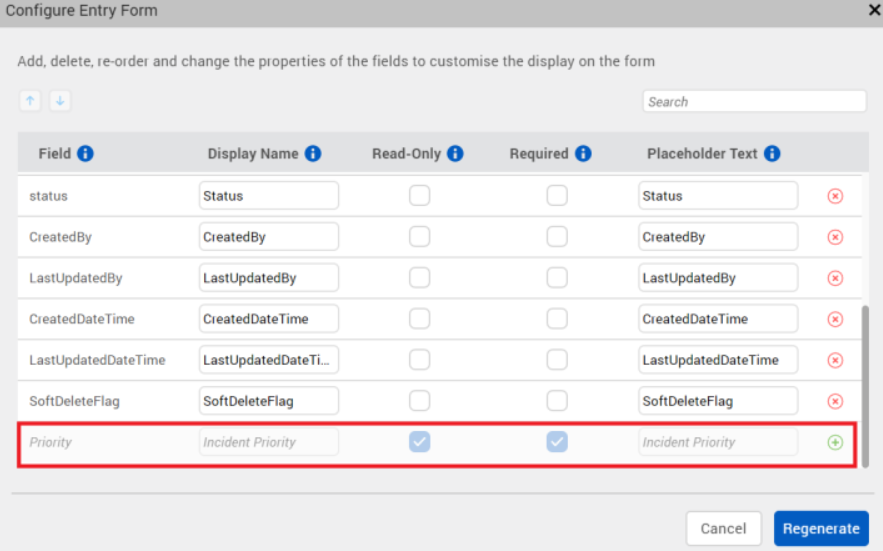 Configure Entry Form
Add, delete, re-order and change the properties of the fields to customise the display on the form
Search
Field Display Name Read-Only Required Placeholder Text
status Status Status
CreatedBy CreatedBy CreatedBy
LastUpdatedBy LastUpdatedBy LastUpdatedBy
CreatedDateTime CreatedDateTime CreatedDateTime
LastUpdatedDateTime LastUpdatedDateTi... LastUpdatedDateTime
SoftDeleteFlag SoftDeleteFlag SoftDeleteFlag
Priority Incident Priority Incident Priority
Cancel Regenerate